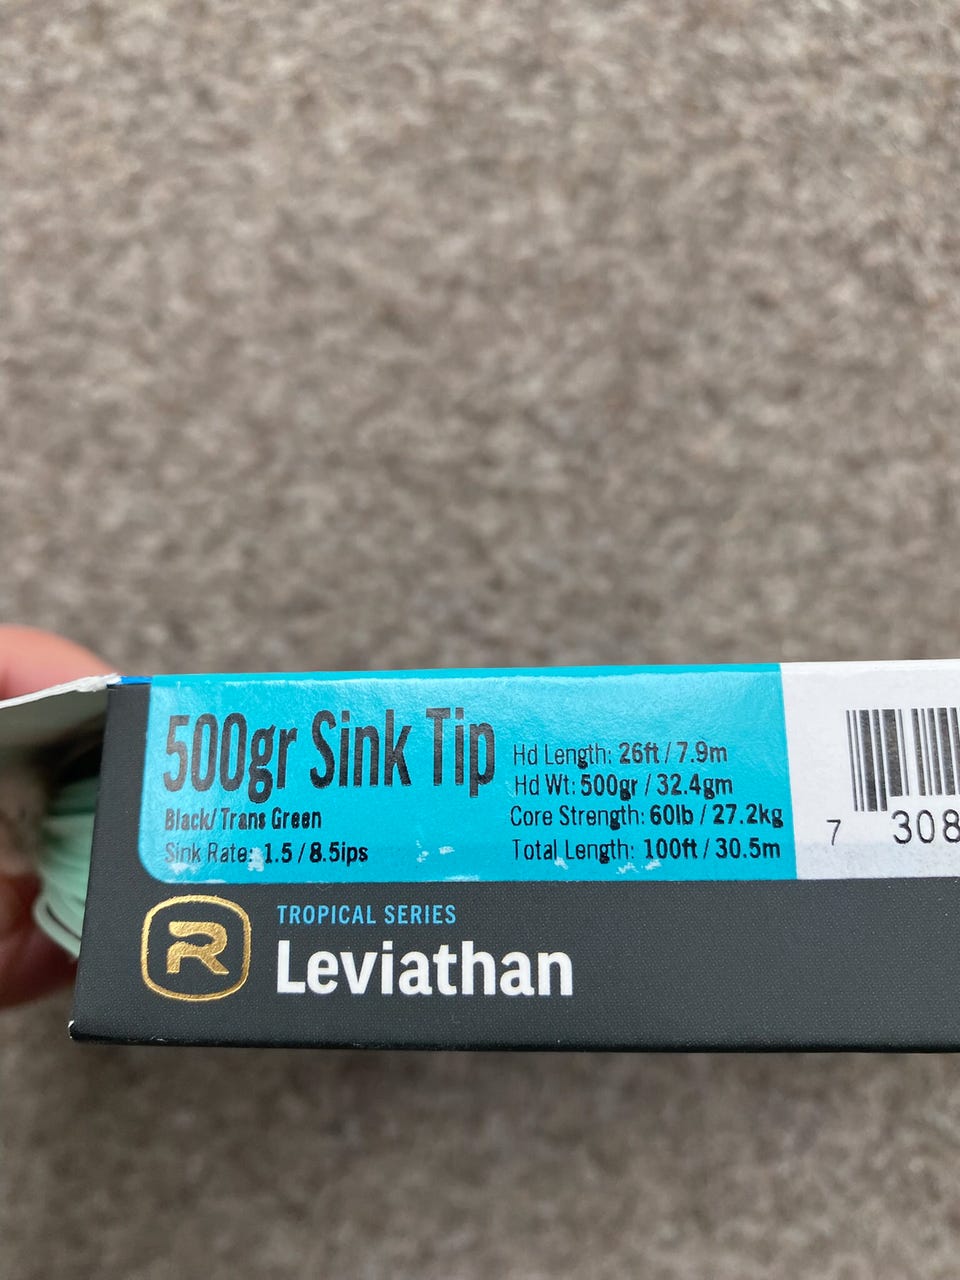 500gr Sink Tip
Black/Trans Green
Sink Rate: 1.5 / 8.5ips
Hd Length: 26ft / 7.9m
Hd Wt: 500gr / 32.4gm
Core Strength: 60lb / 27.2kg
Total Length: 100ft / 30.5m
7 308
R
TROPICAL SERIES
Leviathan